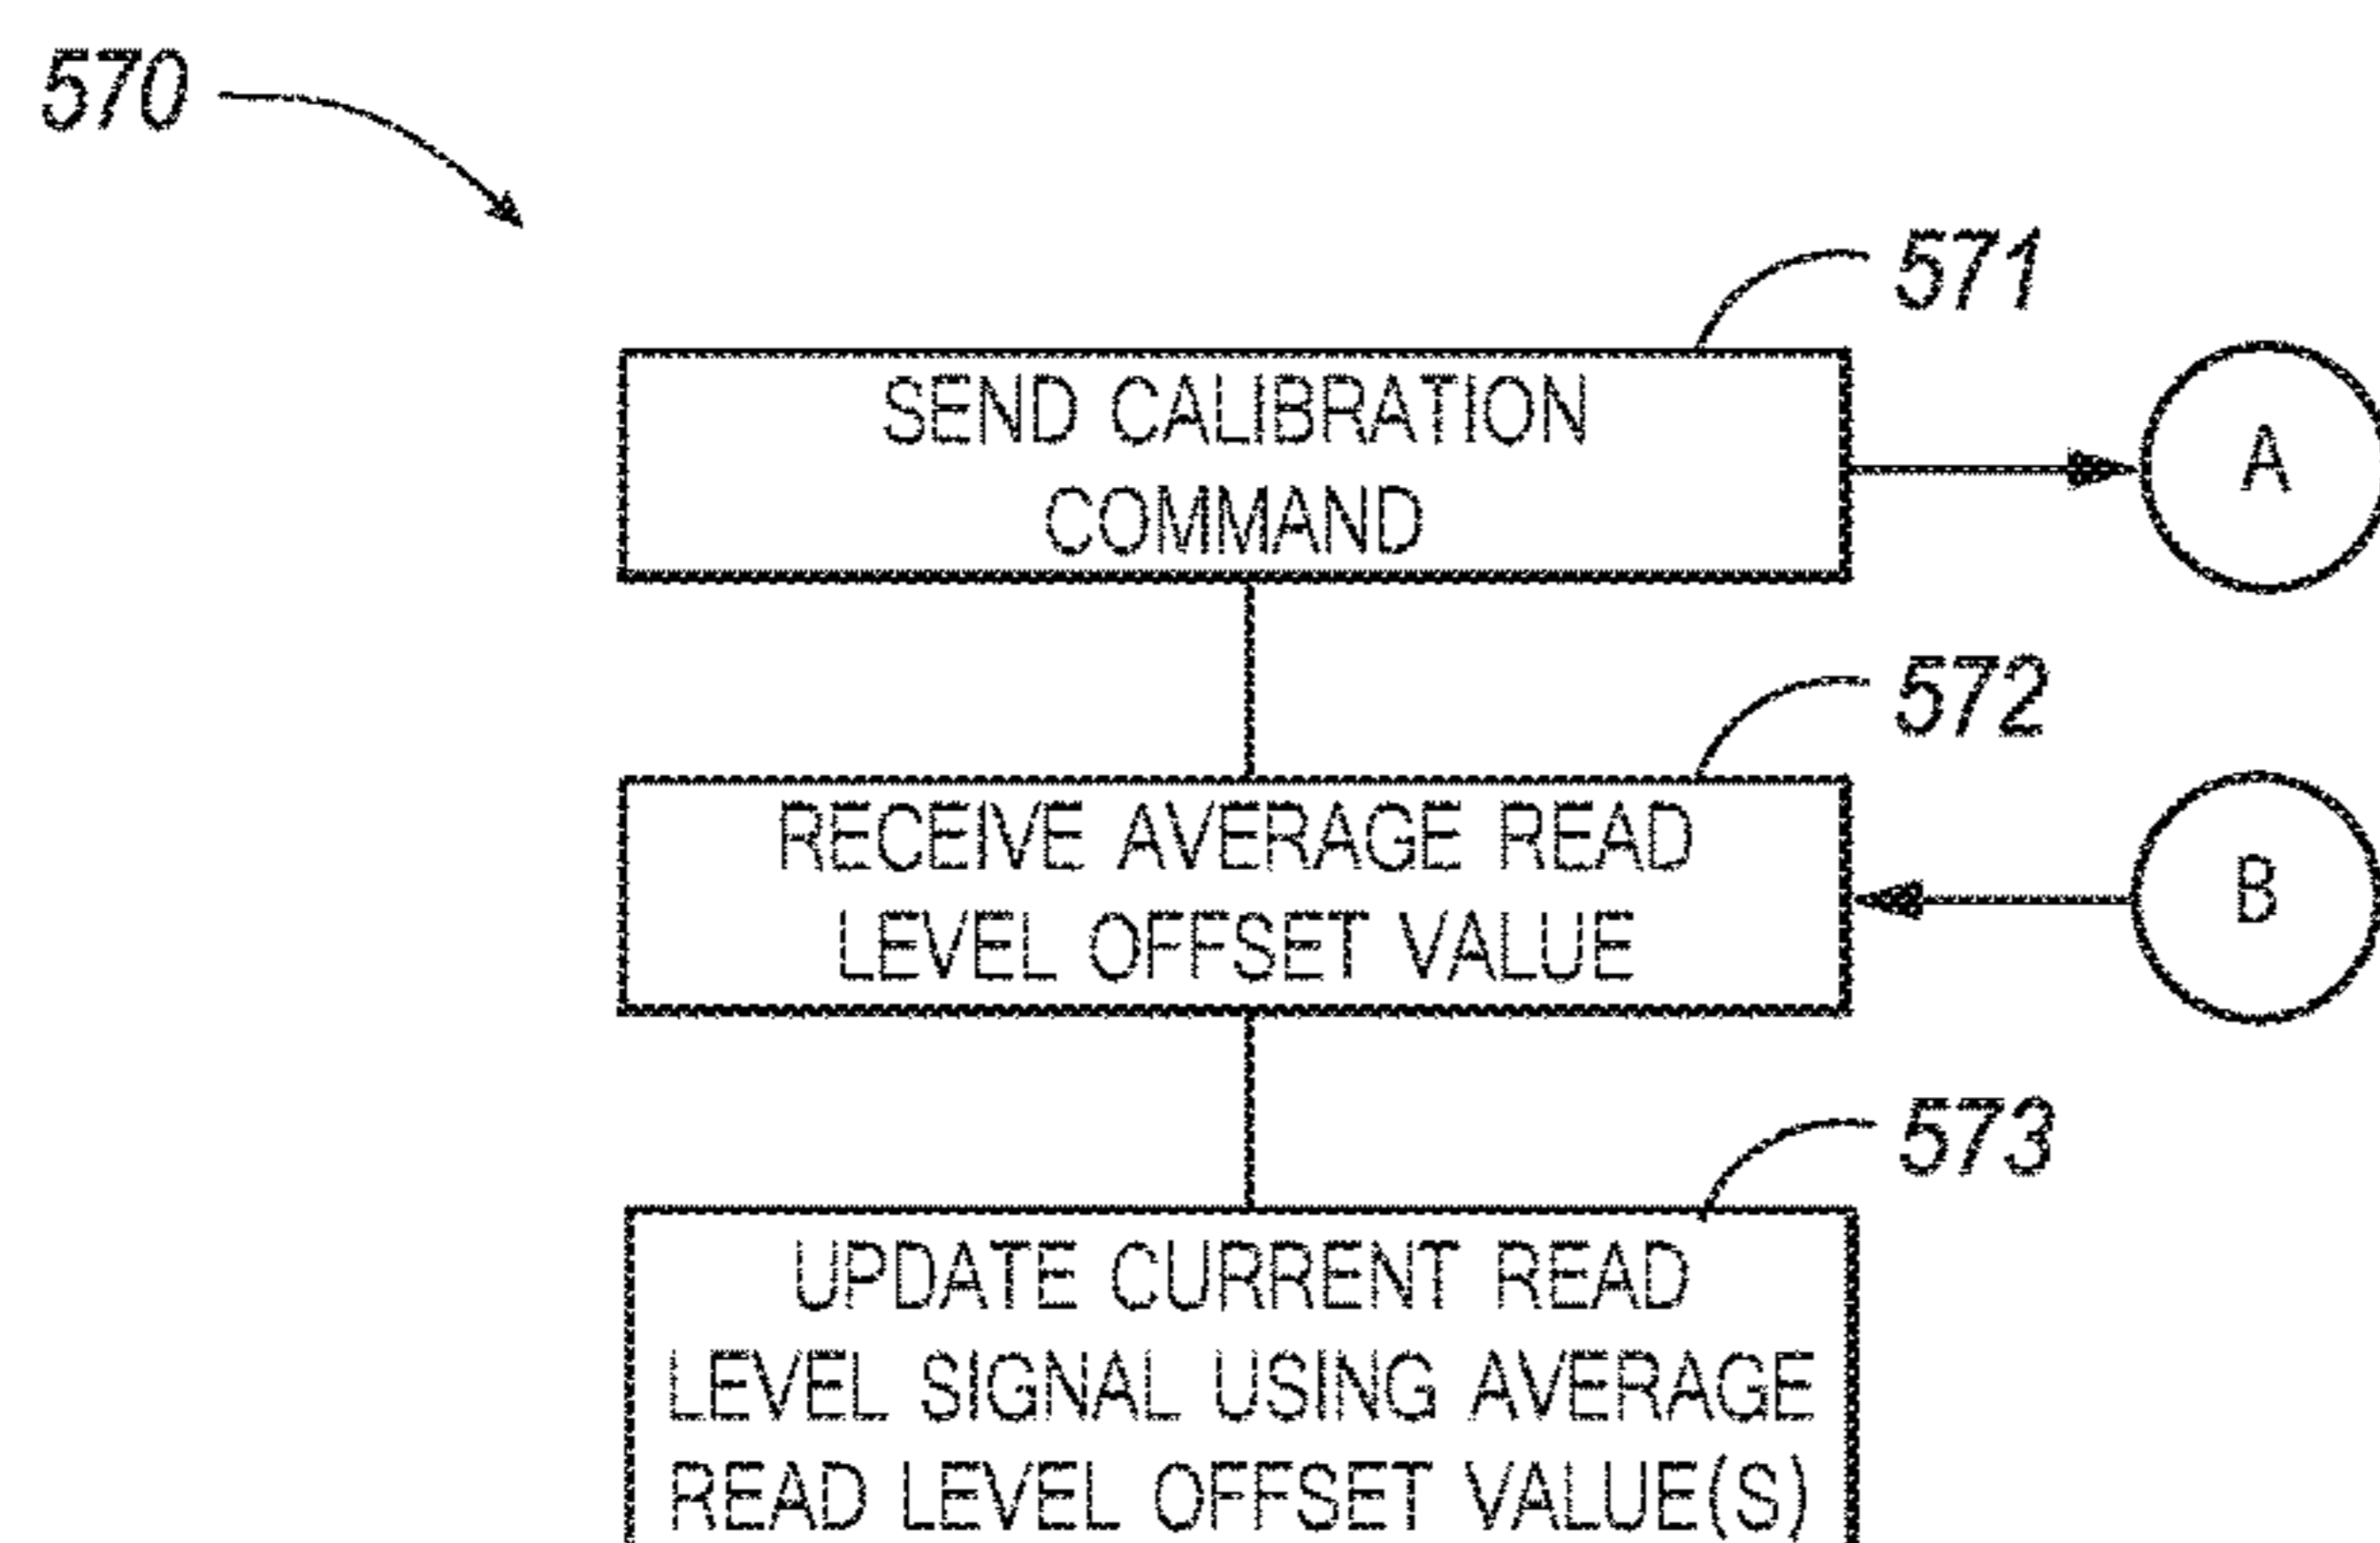 570
571
SEND CALIBRATION
COMMAND
A
572
RECEIVE AVERAGE READ
LEVEL OFFSET VALUE
B
573
UPDATE CURRENT READ
LEVEL SIGNAL USING AVERAGE
READ LEVEL OFFSET VALUE(S)